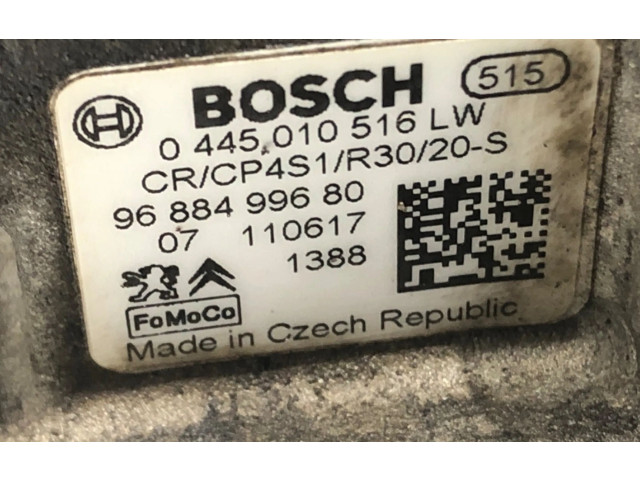 BOSCH 515
0 445 010 516 LW
CR/CP4S1/R30/20-S
96 884 996 80
07 110617
1388
FoMoCo
Made in Czech Republic